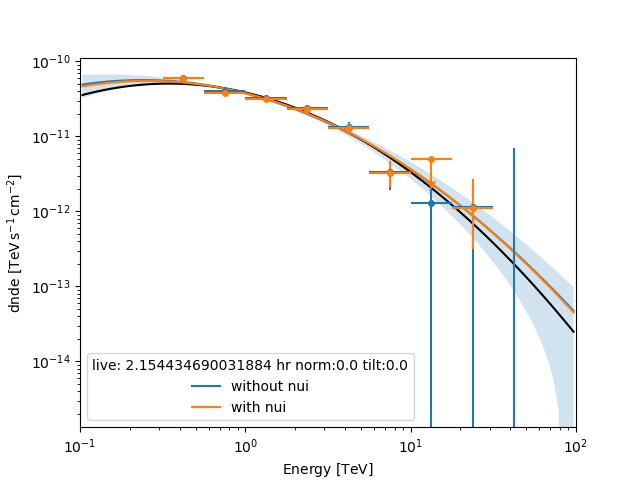 10⁻¹⁰
10⁻¹¹
10⁻¹²
10⁻¹³
10⁻¹⁴
dnde [TeV s⁻¹ cm⁻²]
live: 2.154434690031884 hr norm:0.0 tilt:0.0
without nui
with nui
10⁻¹ 10⁰ 10¹ 10²
Energy [TeV]